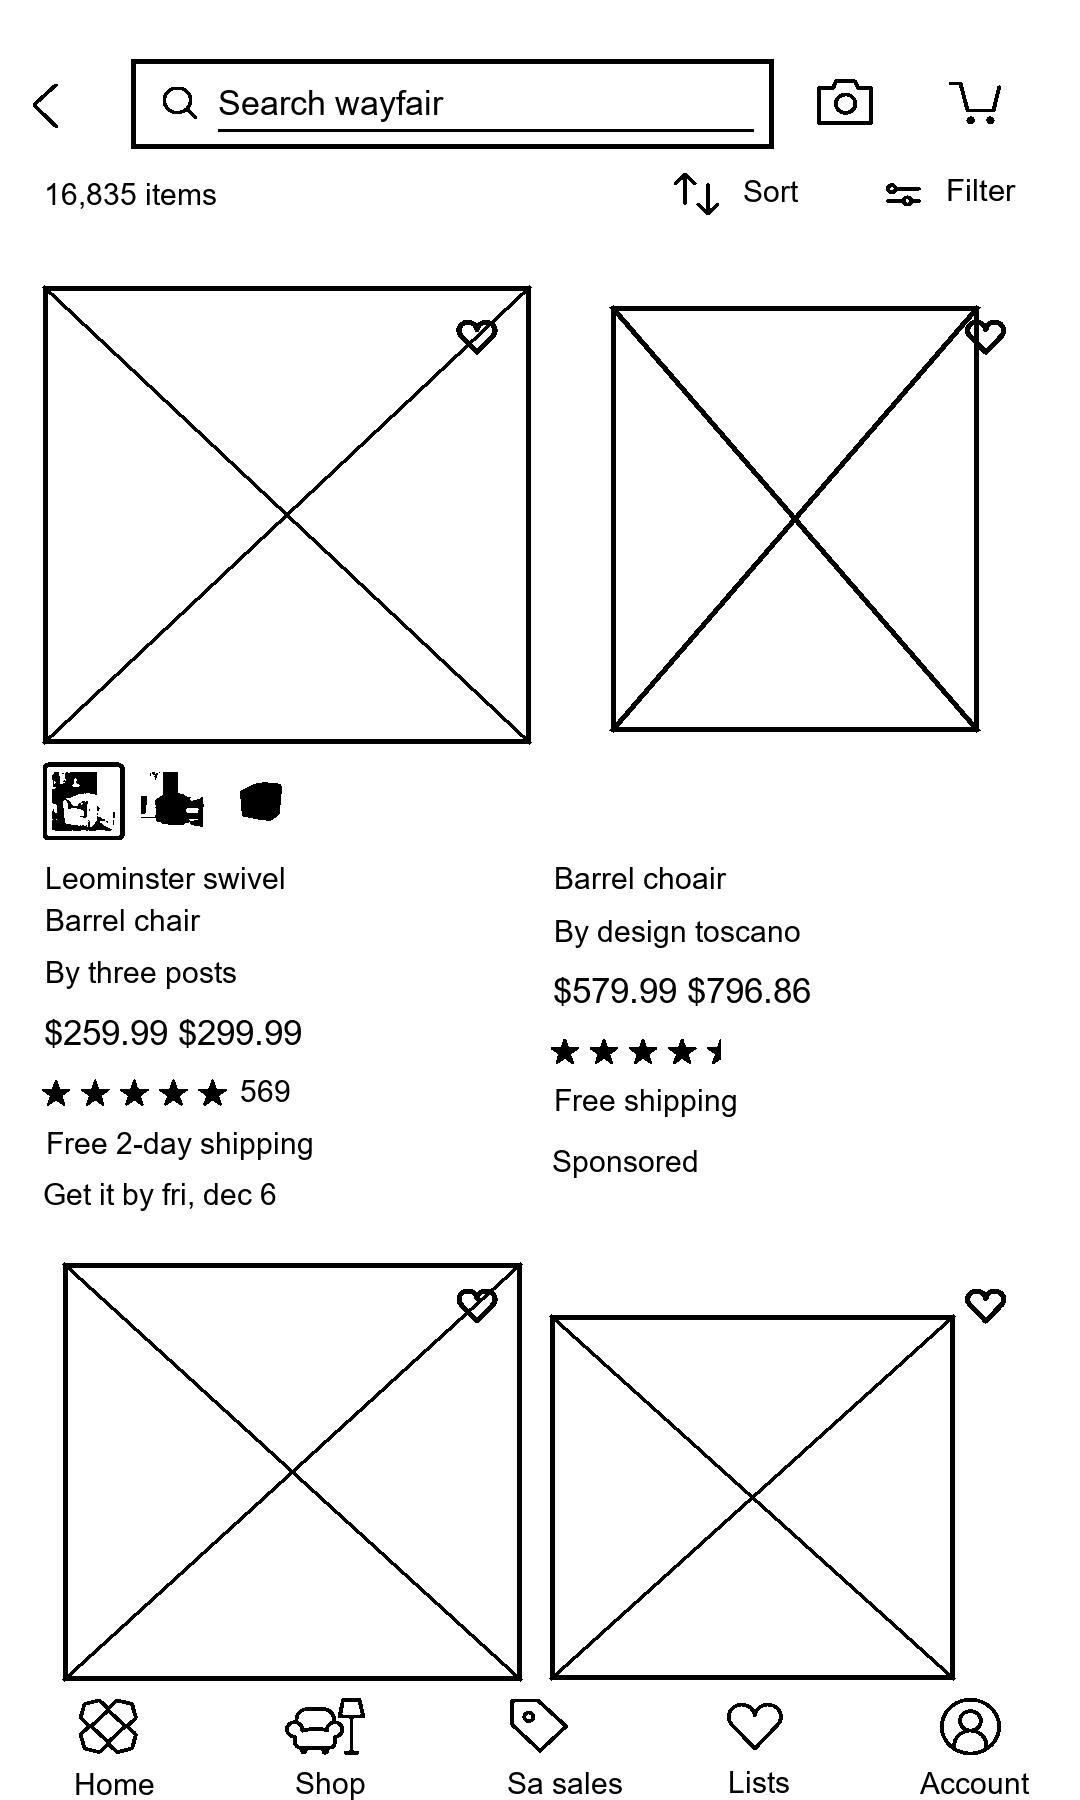 Search wayfair
16,835 items
Sort
Filter
Leominster swivel
Barrel chair
By three posts
$259.99 $299.99
569
Free 2-day shipping
Get it by fri, dec 6
Barrel choair
By design toscano
$579.99 $796.86
Free shipping
Sponsored
Home
Shop
Sa sales
Lists
Account